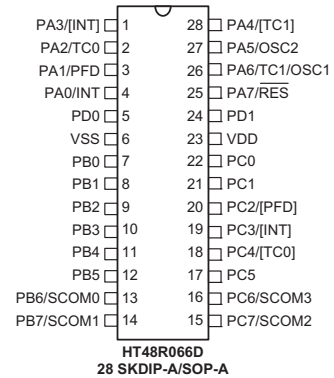 PA3/[INT] 1 28 PA4/[TC1]
PA2/TC0 2 27 PA5/OSC2
PA1/PFD 3 26 PA6/TC1/OSC1
PA0/INT 4 25 PA7/RES
PD0 5 24 PD1
VSS 6 23 VDD
PB0 7 22 PC0
PB1 8 21 PC1
PB2 9 20 PC2/[PFD]
PB3 10 19 PC3/[INT]
PB4 11 18 PC4/[TC0]
PB5 12 17 PC5
PB6/SCOM0 13 16 PC6/SCOM3
PB7/SCOM1 14 15 PC7/SCOM2
HT48R066D
28 SKDIP-A/SOP-A